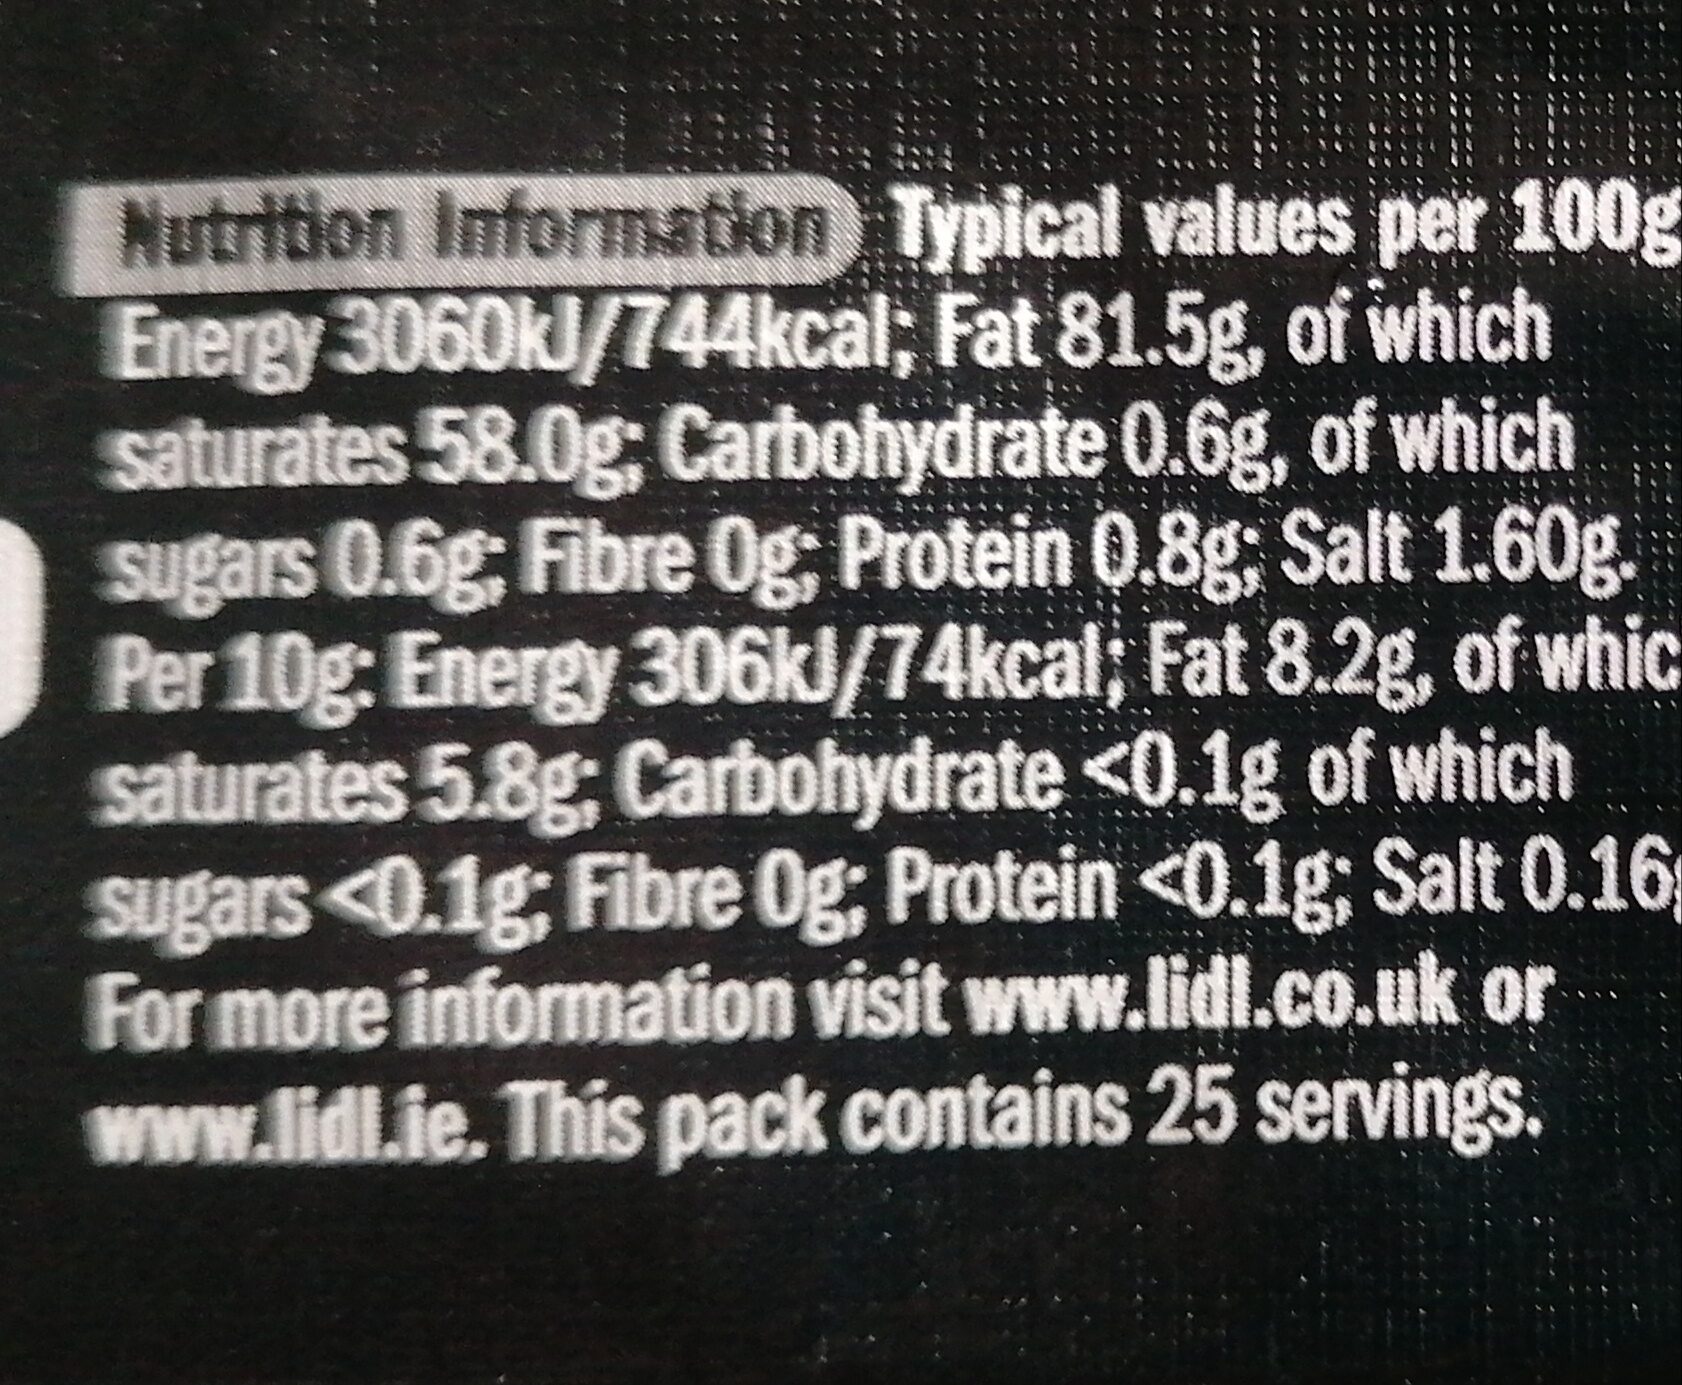 Nutrition Information Typical values per 100g
Energy 3060kJ/744kcal; Fat 81.5g, of which
saturates 58.0g; Carbohydrate 0.6g, of which
sugars 0.6g; Fibre 0g; Protein 0.8g; Salt 1.60g.
Per 10g: Energy 306kJ/74kcal; Fat 8.2g, of whic
saturates 5.8g; Carbohydrate <0.1g of which
sugars <0.1g; Fibre 0g; Protein <0.1g; Salt 0.16g
For more information visit www.lidl.co.uk or
www.lidl.ie. This pack contains 25 servings.